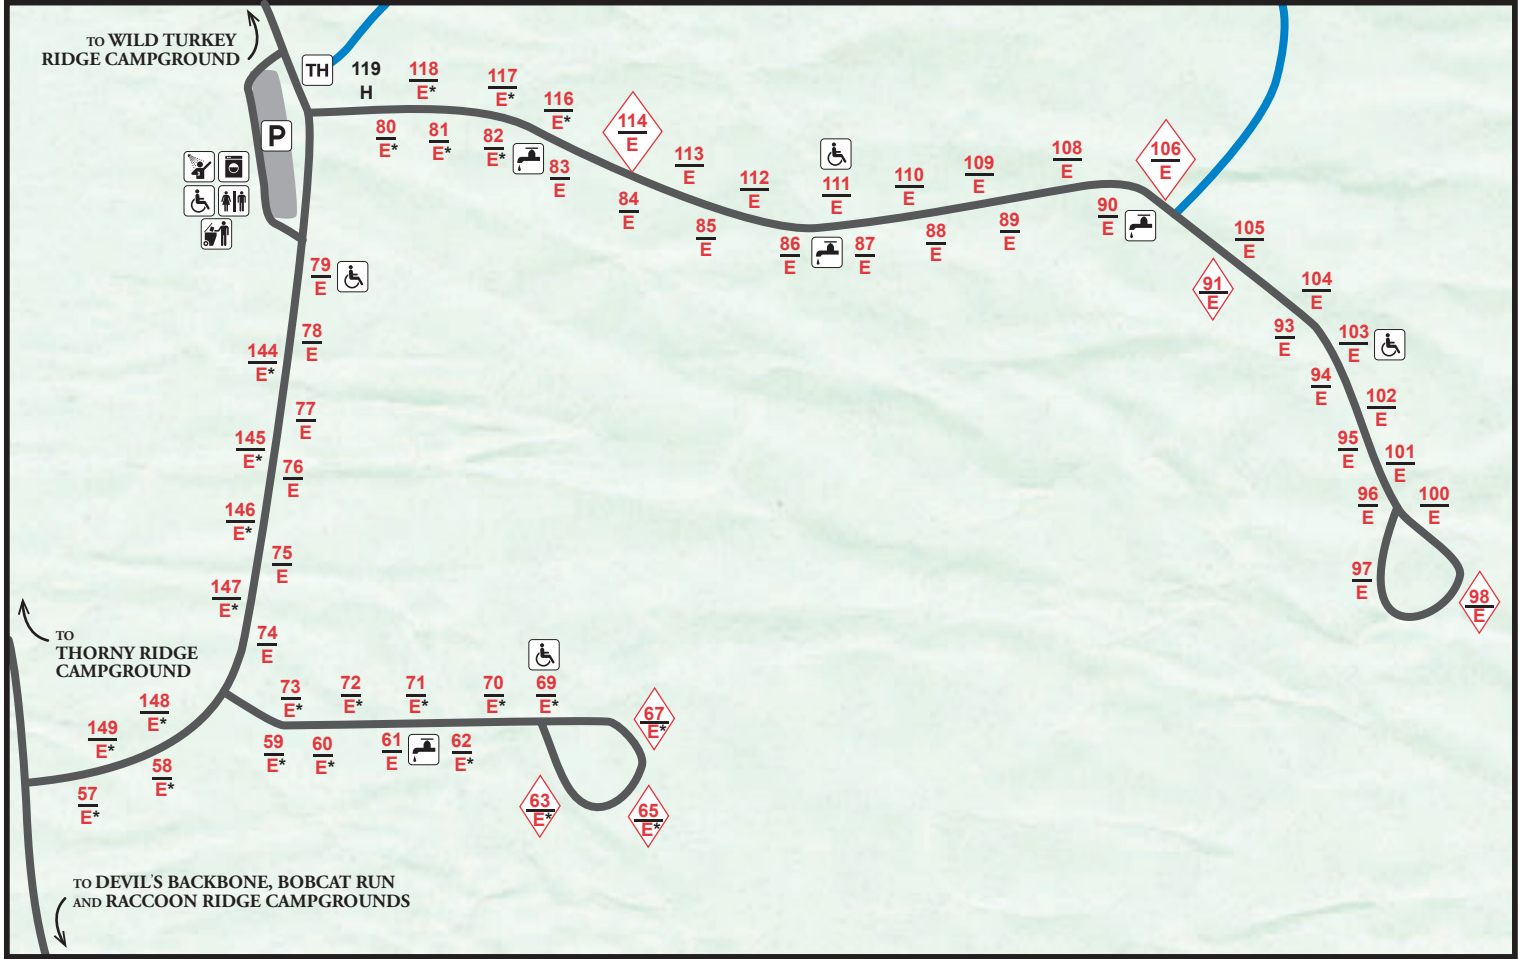 TO WILD TURKEY
RIDGE CAMPGROUND
TH
119
H
118
E*
117
E*
116
E*
114
E
113
E
112
E
111
E
110
E
109
E
108
E
106
E
80
E*
81
E*
82
E*
83
E
84
E
85
E
86
E
87
E
88
E
89
E
90
E
P
105
E
91
E
104
E
93
E
103
E
94
E
102
E
95
E
101
E
96
E
100
E
97
E
98
E
79
E
78
E
144
E*
77
E
145
E*
76
E
146
E*
75
E
147
E*
74
E
TO
THORNY RIDGE
CAMPGROUND
73
E*
72
E*
71
E*
70
E*
69
E*
67
E*
148
E*
149
E*
59
E*
60
E*
61
E
62
E*
63
E*
65
E*
58
E*
57
E*
TO DEVIL'S BACKBONE, BOBCAT RUN
AND RACCOON RIDGE CAMPGROUNDS